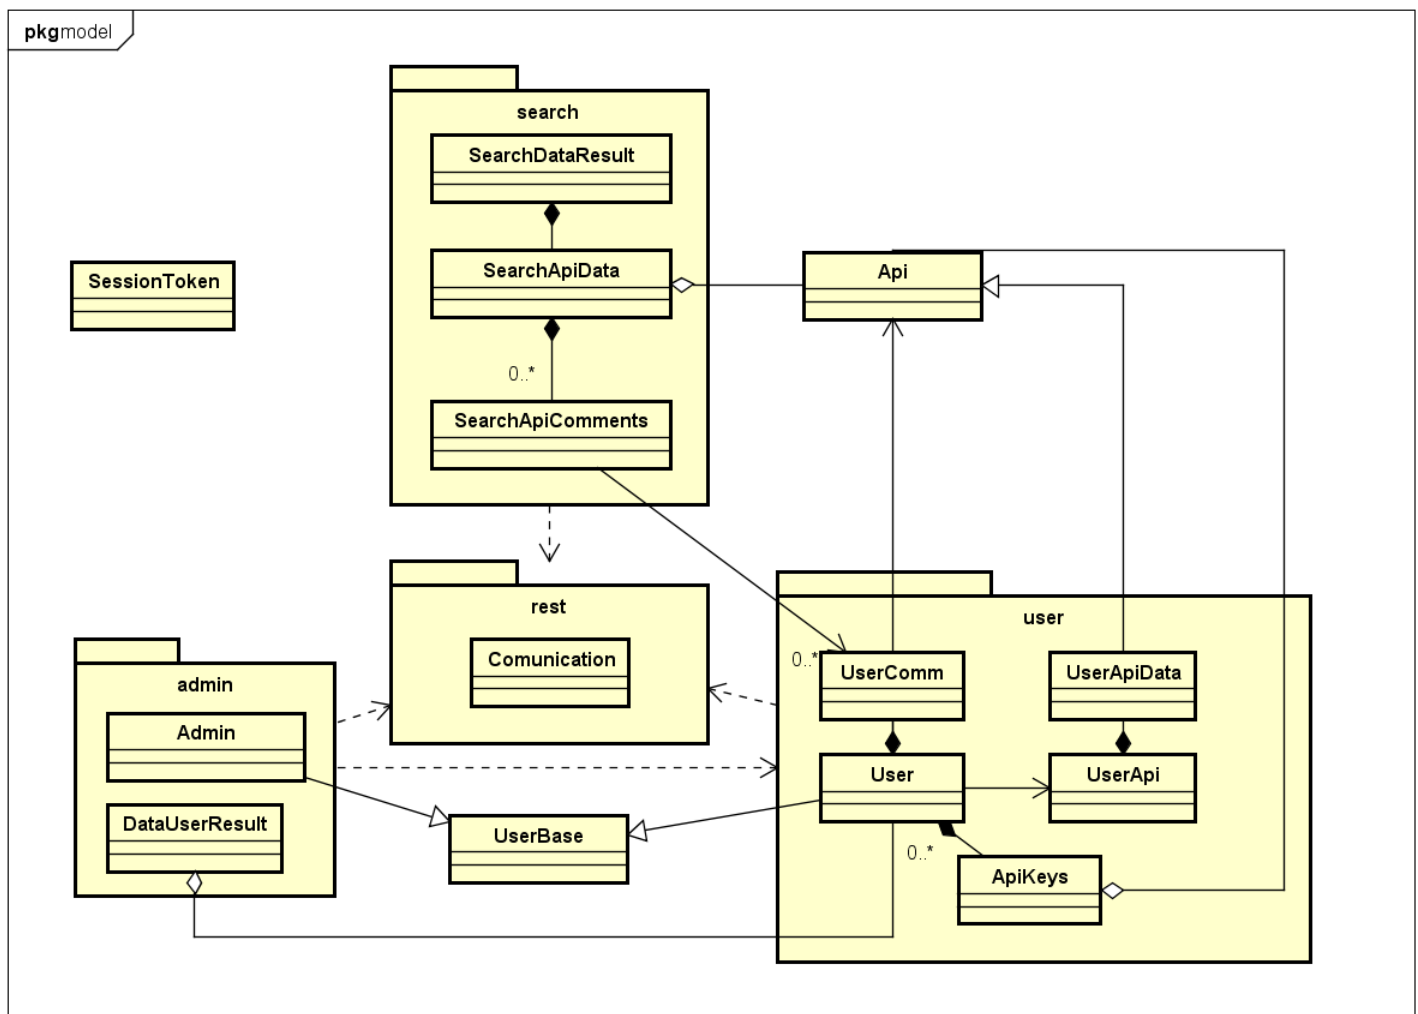 pkgmodel
search
SearchDataResult
SearchApiData
0..*
SearchApiComments
SessionToken
Api
rest
Comunication
admin
Admin
DataUserResult
UserBase
user
0..*
UserComm
UserApiData
User
UserApi
0..*
ApiKeys